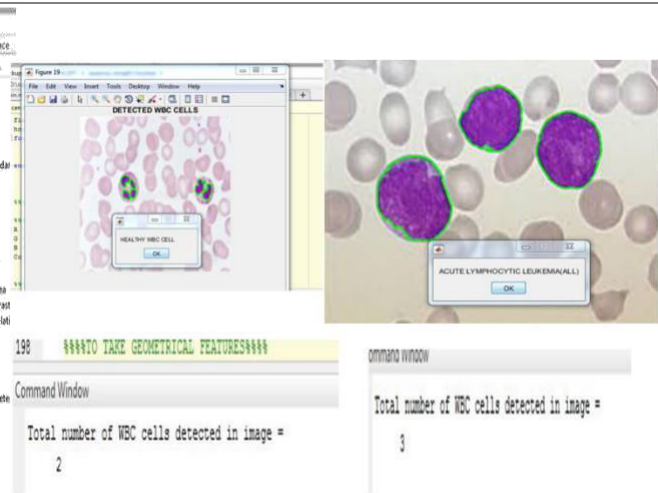 Figure 19
File Edit View Insert Tools Desktop Window Help
DETECTED WBC CELLS
HEALTHY WBC CELL
OK
ACUTE LYMPHOCYTIC LEUKEMIA(ALL)
OK
198 %%%%TO TAKE GEOMETRICAL FEATURES%%%%
Command Window
Total number of WBC cells detected in image =
2
ommand Window
Total number of WBC cells detected in image =
3